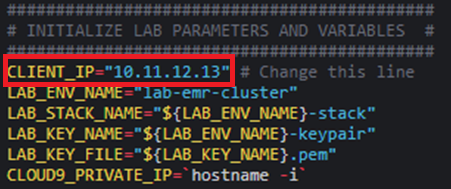 ###########################################
# INITIALIZE LAB PARAMETERS AND VARIABLES  #
###########################################
CLIENT_IP="10.11.12.13" # Change this line
LAB_ENV_NAME="lab-emr-cluster"
LAB_STACK_NAME="${LAB_ENV_NAME}-stack"
LAB_KEY_NAME="${LAB_ENV_NAME}-keypair"
LAB_KEY_FILE="${LAB_KEY_NAME}.pem"
CLOUD9_PRIVATE_IP=`hostname -i`